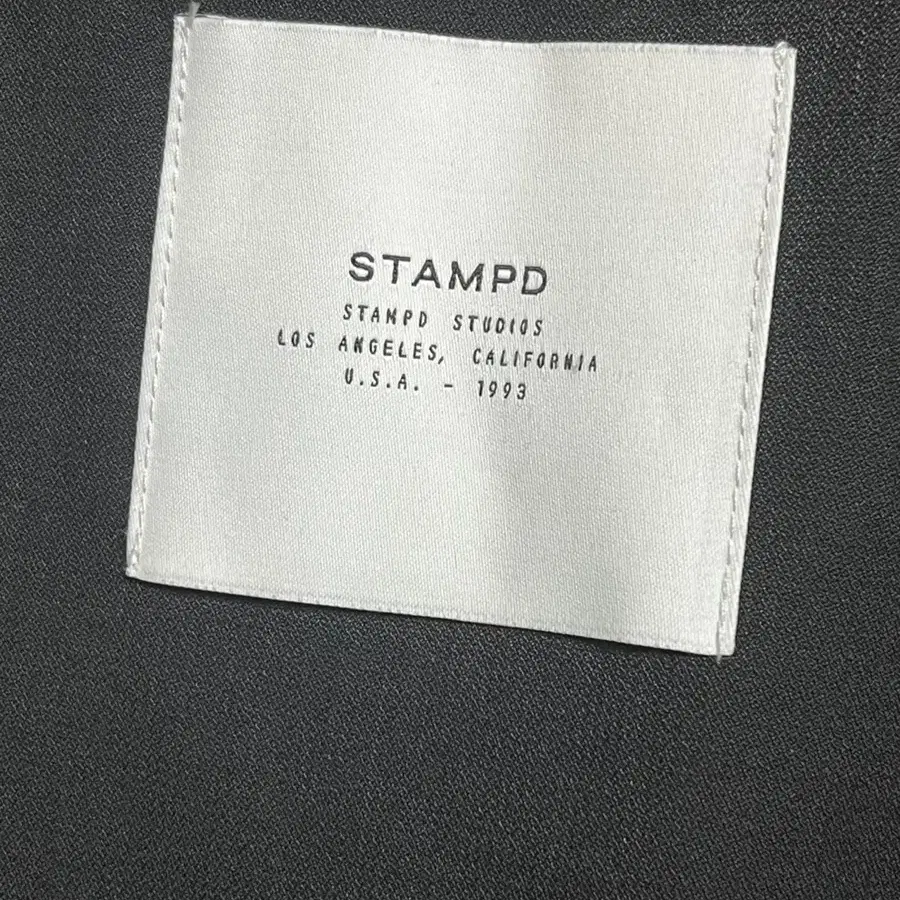 STAMPD
STAMPD STUDIOS
LOS ANGELES, CALIFORNIA
U.S.A. - 1993